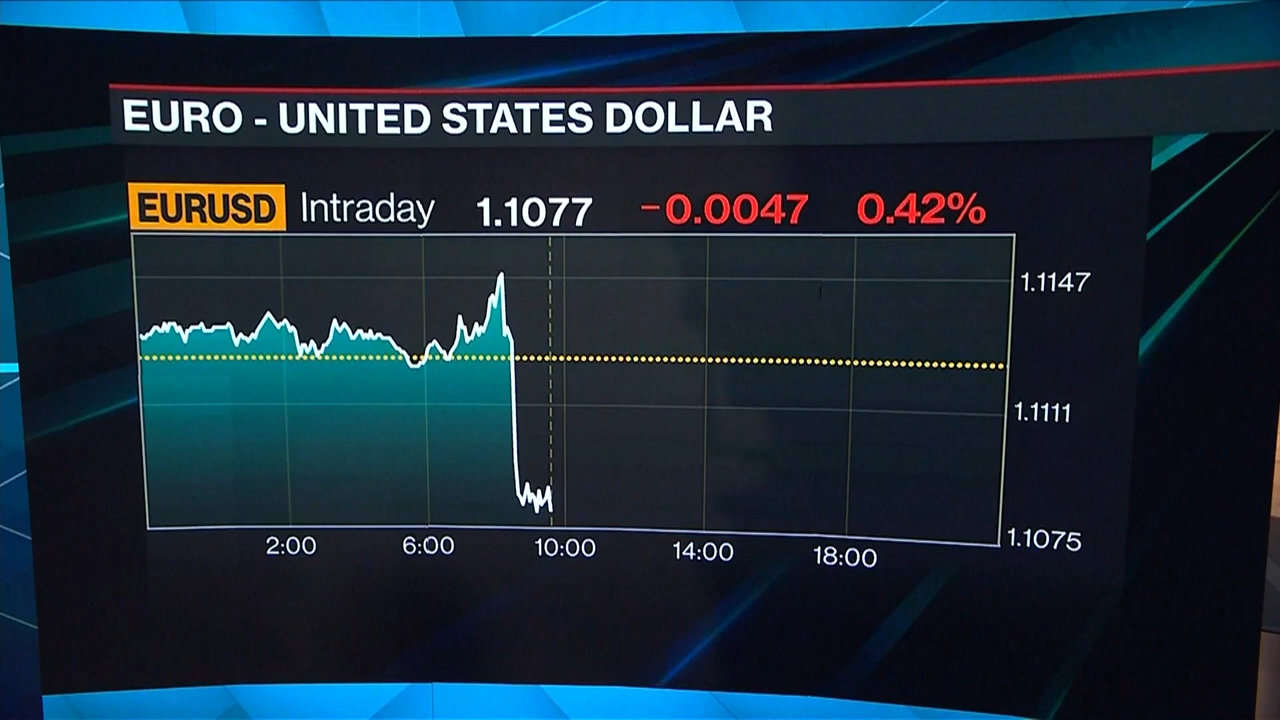 EURO - UNITED STATES DOLLAR
EURUSD Intraday 1.1077 -0.0047 0.42%
1.1147
1.1111
1.1075
2:00 6:00 10:00 14:00 18:00